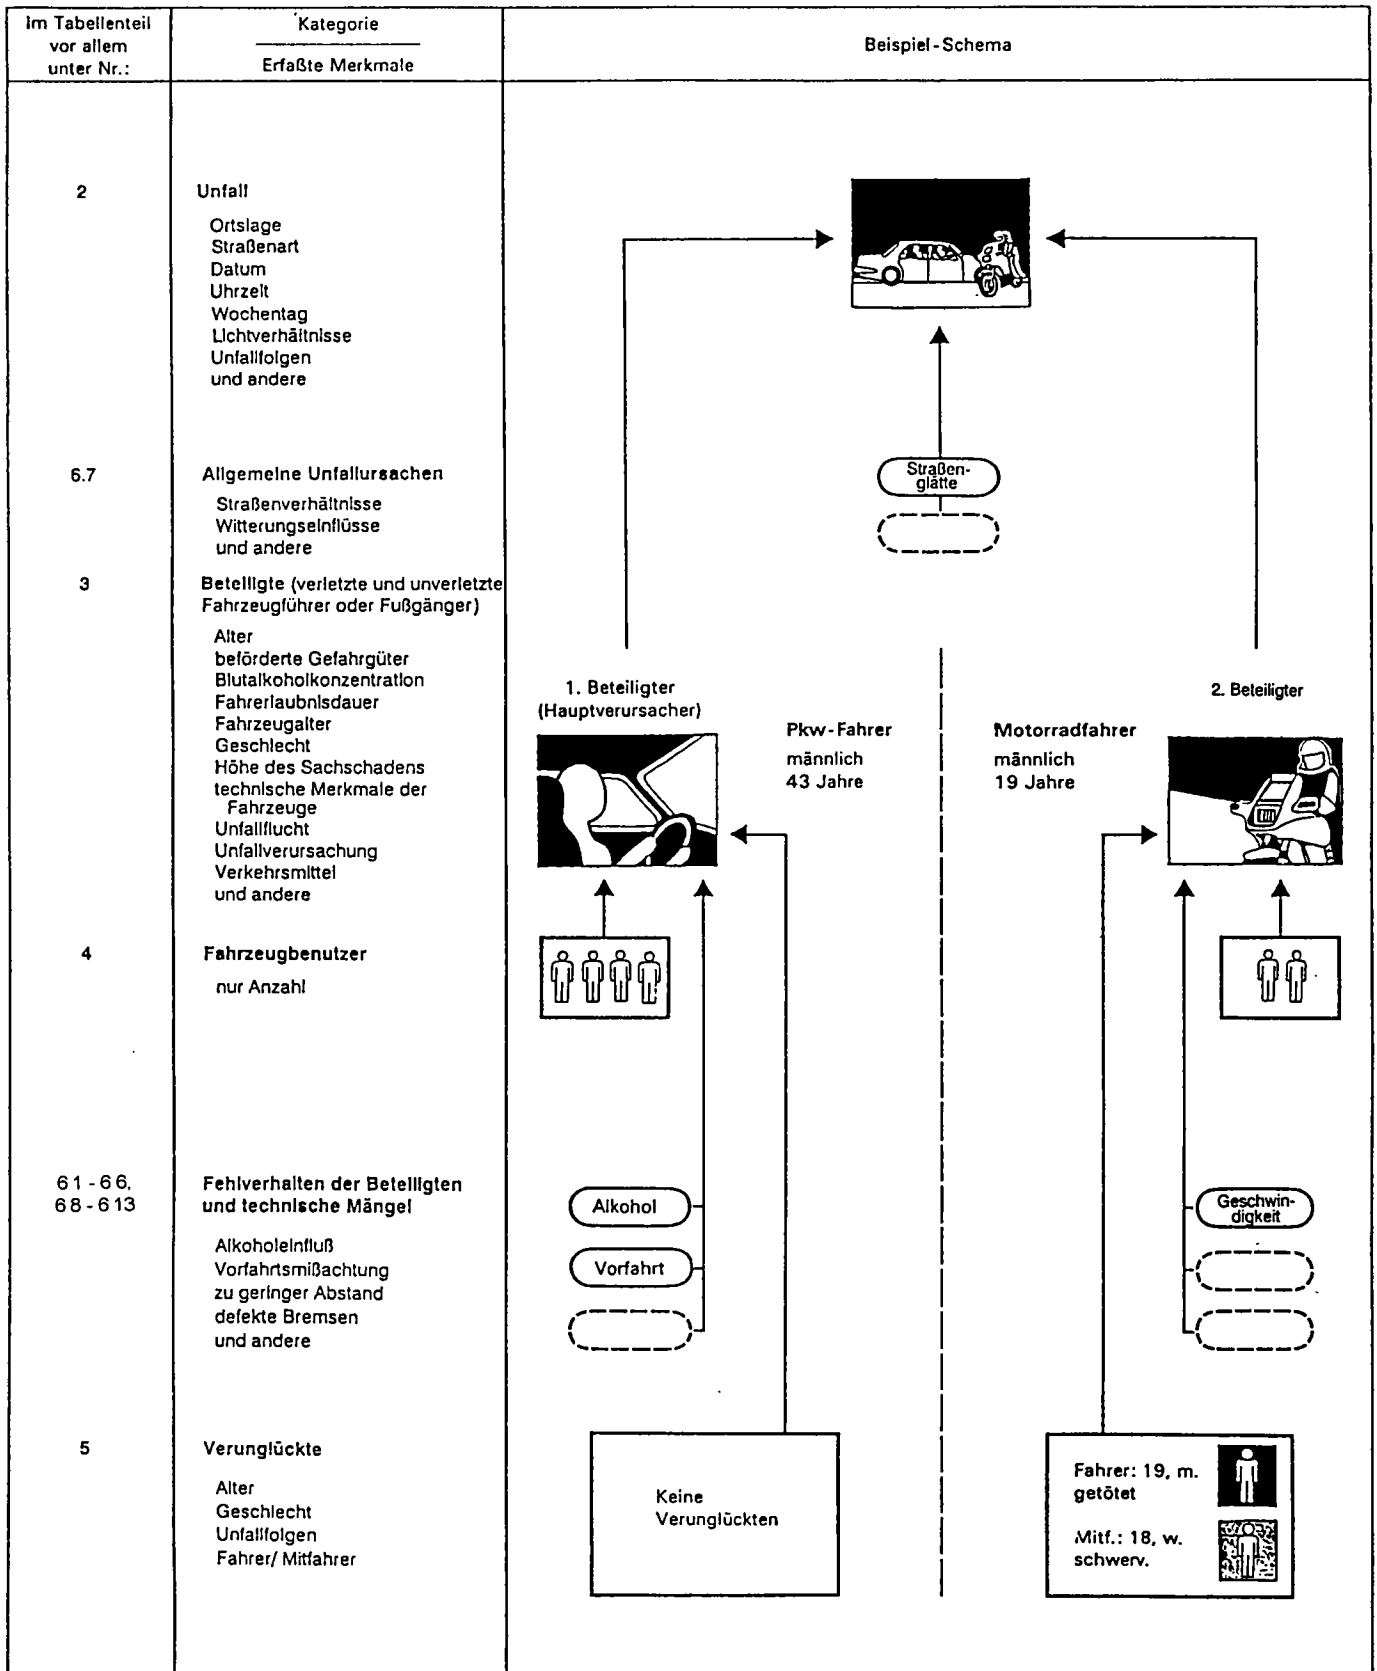 Im Tabellenteil
vor allem
unter Nr.:
Kategorie
Erfaßte Merkmale
Beispiel-Schema
2
Unfall
Ortslage
Straßenart
Datum
Uhrzeit
Wochentag
Lichtverhältnisse
Unfallfolgen
und andere
6.7
Allgemeine Unfallursachen
Straßenverhältnisse
Witterungseinflüsse
und andere
Straßen-
glätte
3
Beteiligte (verletzte und unverletzte
Fahrzeugführer oder Fußgänger)
Alter
beförderte Gefahrgüter
Blutalkoholkonzentration
Fahrerlaubnisdauer
Fahrzeugalter
Geschlecht
Höhe des Sachschadens
technische Merkmale der
Fahrzeuge
Unfallflucht
Unfallverursachung
Verkehrsmittel
und andere
1. Beteiligter
(Hauptverursacher)
Pkw-Fahrer
männlich
43 Jahre
Motorradfahrer
männlich
19 Jahre
2. Beteiligter
4
Fahrzeugbenutzer
nur Anzahl
61-66,
68-613
Fehlverhalten der Beteiligten
und technische Mängel
Alkoholeinfluß
Vorfahrtsmißachtung
zu geringer Abstand
defekte Bremsen
und andere
Alkohol
Vorfahrt
Geschwin-
digkeit
5
Verunglückte
Alter
Geschlecht
Unfallfolgen
Fahrer/ Mitfahrer
Keine
Verunglückten
Fahrer: 19, m.
getötet
Mitf.: 18, w.
schwerv.